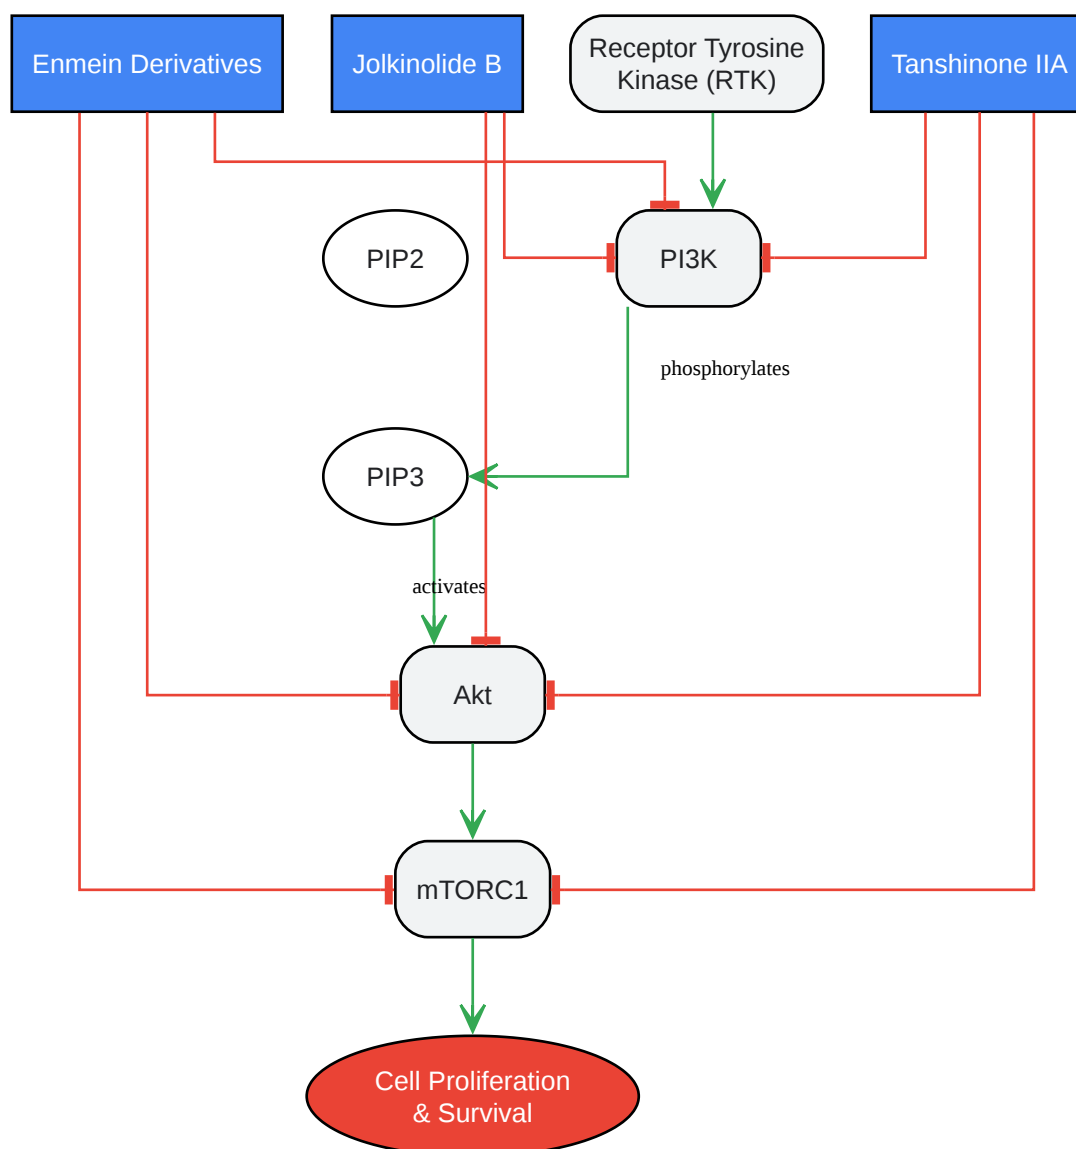 Enmein Derivatives
Jolkinolide B
Receptor Tyrosine
Kinase (RTK)
Tanshinone IIA
PIP2
PI3K
phosphorylates
PIP3
activates
Akt
mTORC1
Cell Proliferation
& Survival